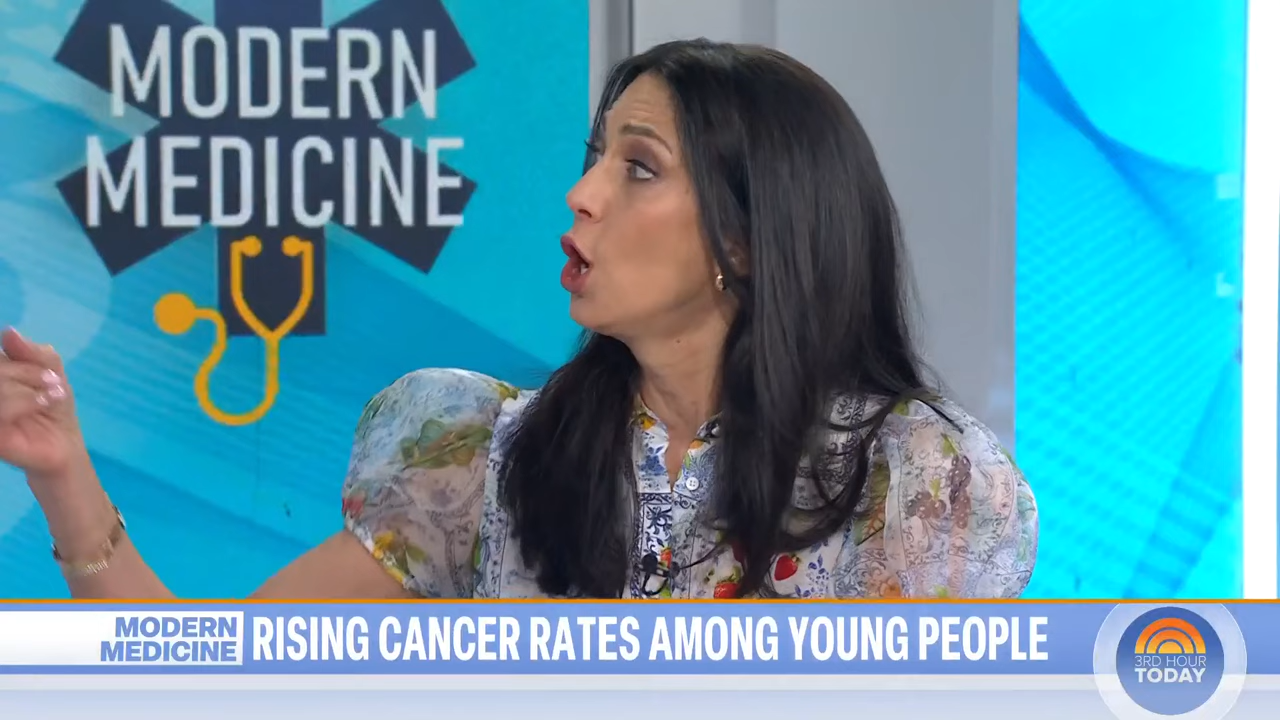 MODERN
MEDICINE
MODERN
MEDICINE
RISING CANCER RATES AMONG YOUNG PEOPLE
3RD HOUR
TODAY